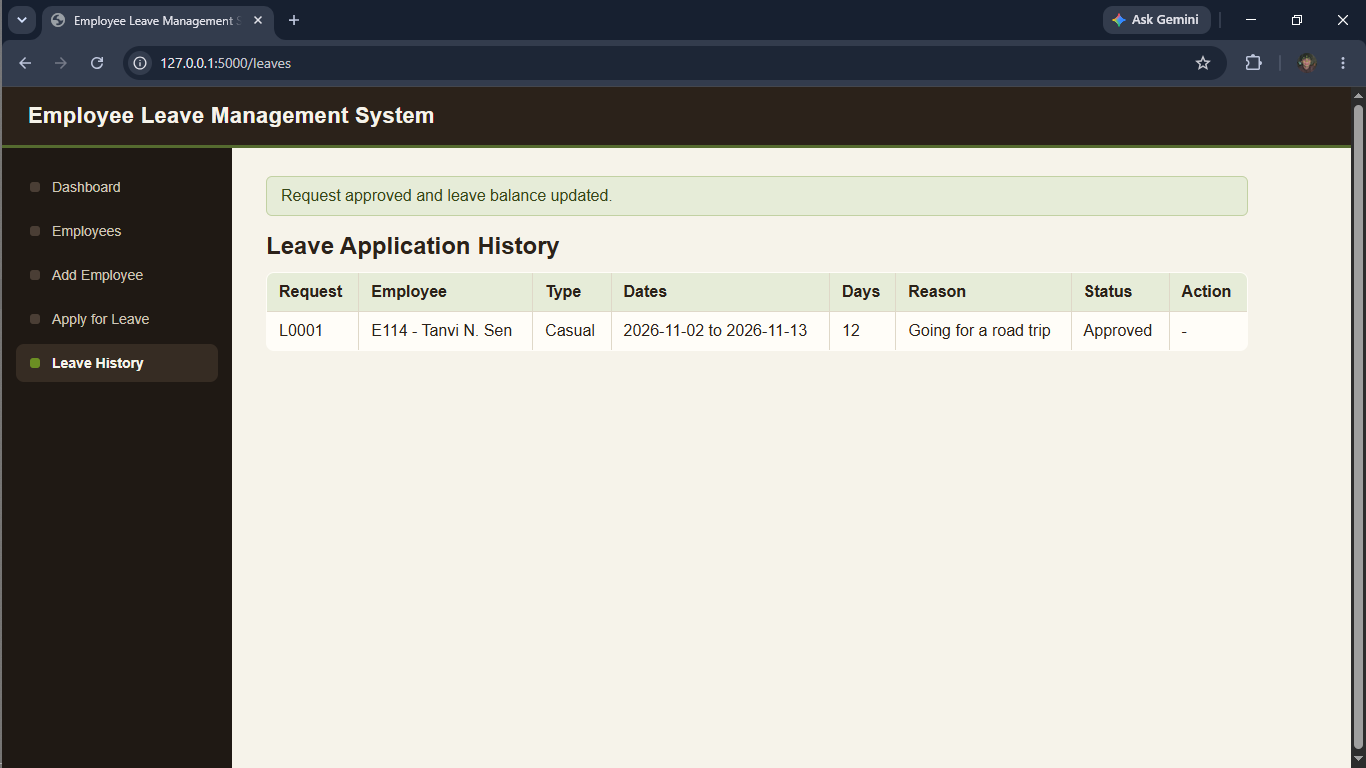 Employee Leave Management S
Ask Gemini
127.0.0.1:5000/leaves
Employee Leave Management System
Dashboard
Employees
Add Employee
Apply for Leave
Leave History
Request approved and leave balance updated.
Leave Application History
Request Employee Type Dates Days Reason Status Action
L0001 E114 - Tanvi N. Sen Casual 2026-11-02 to 2026-11-13 12 Going for a road trip Approved -